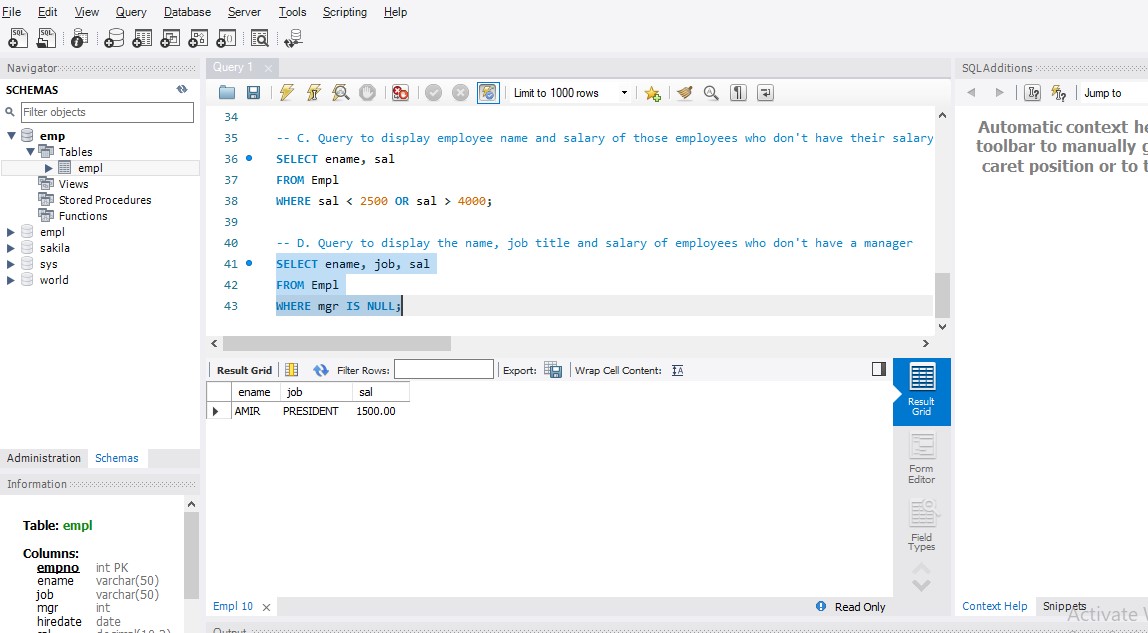 File Edit View Query Database Server Tools Scripting Help
Navigator
SCHEMAS
Filter objects
emp
Tables
empl
Views
Stored Procedures
Functions
empl
sakila
sys
world
Administration Schemas
Information
Table: empl
Columns:
empno int PK
ename varchar(50)
job varchar(50)
mgr int
hiredate date
Query 1
Limit to 1000 rows
34
35 -- C. Query to display employee name and salary of those employees who don't have their salary
36 SELECT ename, sal
37 FROM Empl
38 WHERE sal < 2500 OR sal > 4000;
39
40 -- D. Query to display the name, job title and salary of employees who don't have a manager
41 SELECT ename, job, sal
42 FROM Empl
43 WHERE mgr IS NULL;
Result Grid Filter Rows: Export: Wrap Cell Content:
ename job sal
AMIR PRESIDENT 1500.00
Result
Grid
Form
Editor
Field
Types
Empl 10 Read Only
Output
SQLAdditions
Jump to
Automatic context
toolbar to manually
caret position or to
Context Help Snippets
Activate